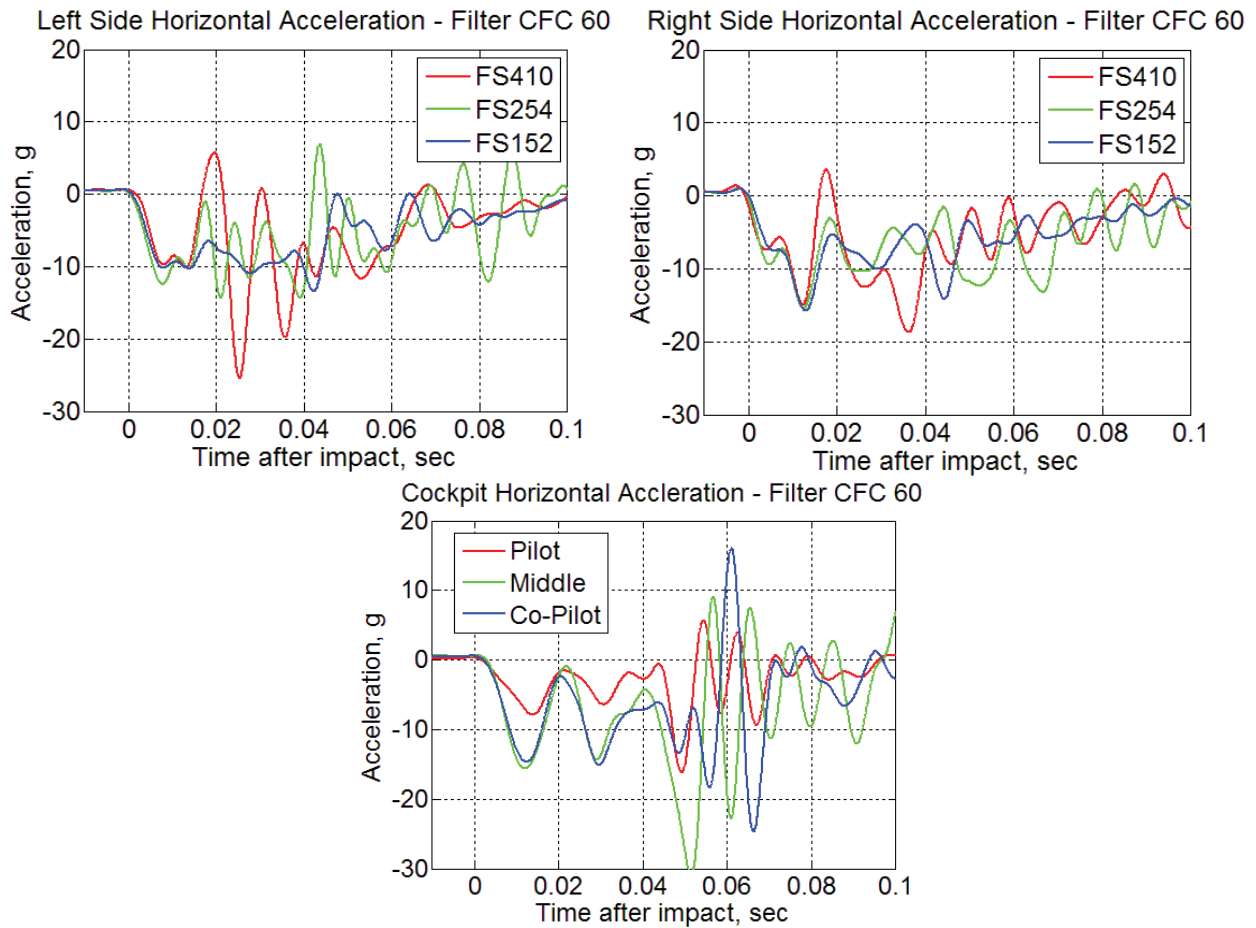 Left Side Horizontal Acceleration - Filter CFC 60
20
10
0
-10
-20
-30
Acceleration, g
FS410
FS254
FS152
0 0.02 0.04 0.06 0.08 0.1
Time after impact, sec
Right Side Horizontal Acceleration - Filter CFC 60
20
10
0
-10
-20
-30
Acceleration, g
FS410
FS254
FS152
0 0.02 0.04 0.06 0.08 0.1
Time after impact, sec
Cockpit Horizontal Accleration - Filter CFC 60
20
10
0
-10
-20
-30
Acceleration, g
Pilot
Middle
Co-Pilot
0 0.02 0.04 0.06 0.08 0.1
Time after impact, sec